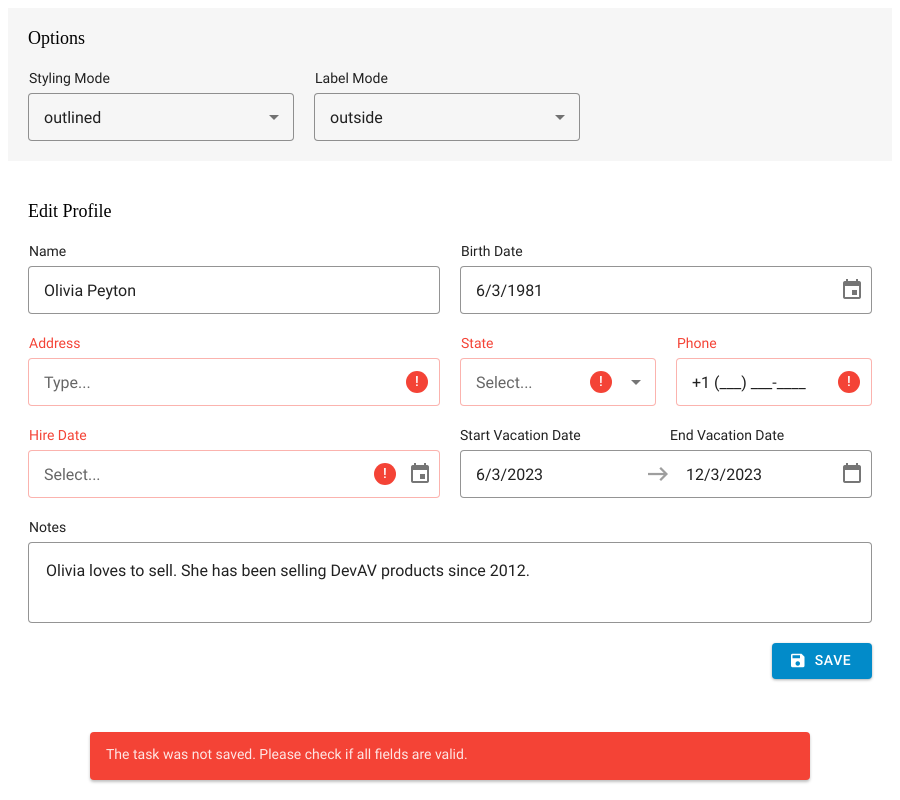 Options
Styling Mode Label Mode
outlined outside
Edit Profile
Name Birth Date
Olivia Peyton 6/3/1981
Address State Phone
Type... ! Select... ! +1 (___) ___-____ !
Hire Date Start Vacation Date End Vacation Date
Select... ! 6/3/2023 → 12/3/2023
Notes
Olivia loves to sell. She has been selling DevAV products since 2012.
SAVE
The task was not saved. Please check if all fields are valid.